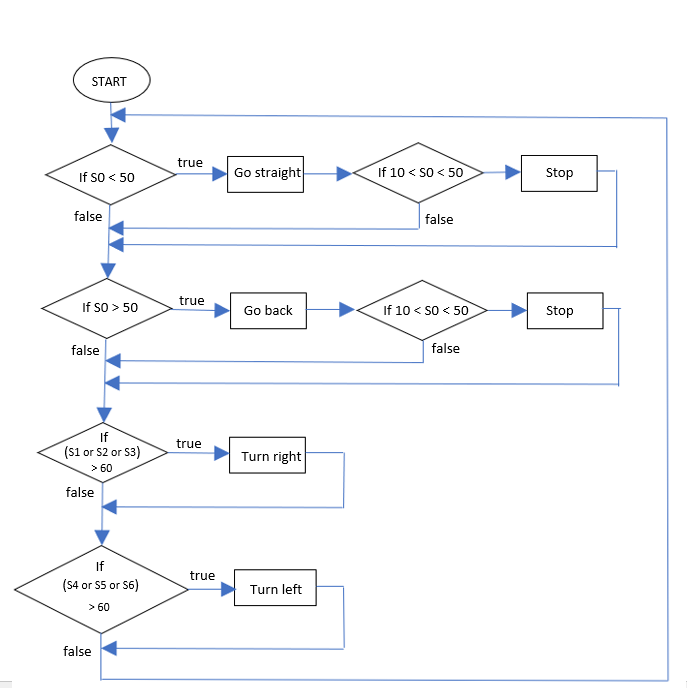 START
If S0 < 50
true
Go straight
If 10 < S0 < 50
Stop
false
false
If S0 > 50
true
Go back
If 10 < S0 < 50
Stop
false
false
If
(S1 or S2 or S3)
> 60
true
Turn right
false
If
(S4 or S5 or S6)
> 60
true
Turn left
false